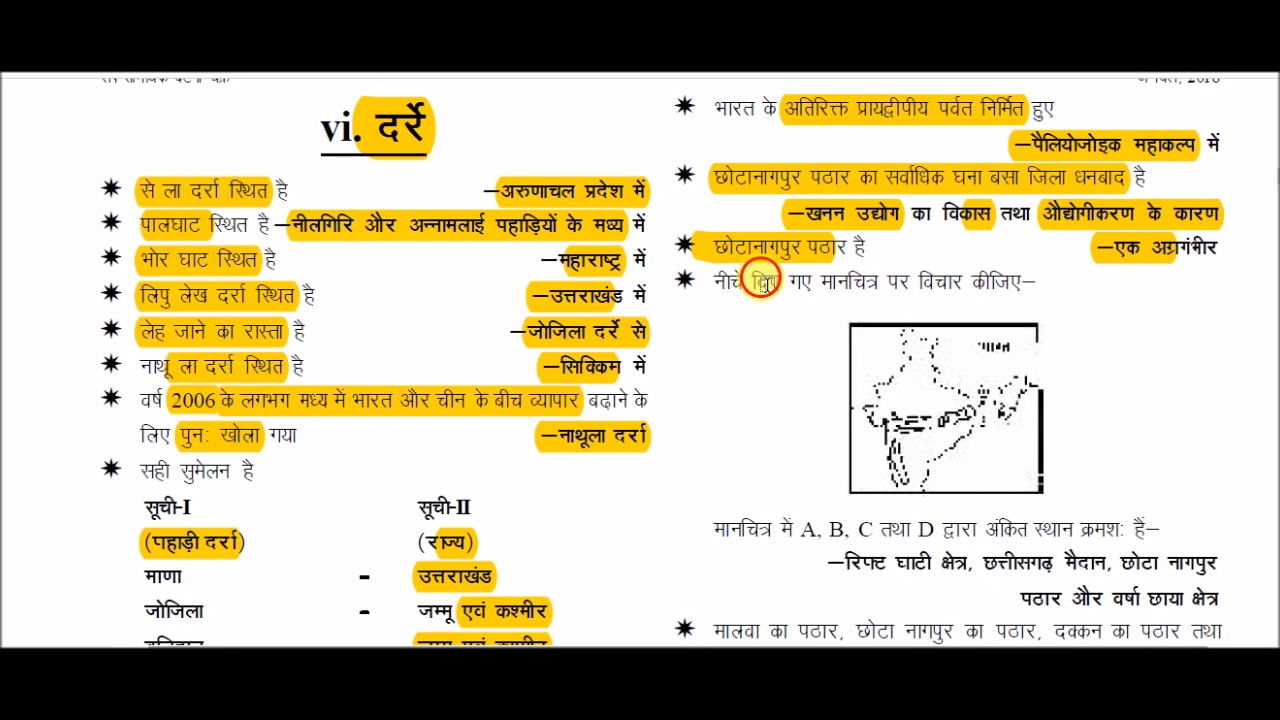 vi. दर्रे
से ला दर्रा स्थित है –अरुणाचल प्रदेश में
पालघाट स्थित है –नीलगिरि और अन्नामलाई पहाड़ियों के मध्य में
भोर घाट स्थित है –महाराष्ट्र में
लिपु लेख दर्रा स्थित है –उत्तराखंड में
लेह जाने का रास्ता है –जोजिला दर्रे से
नाथू ला दर्रा स्थित है –सिक्किम में
वर्ष 2006 के लगभग मध्य में भारत और चीन के बीच व्यापार बढ़ाने के
लिए पुनः खोला गया –नाथूला दर्रा
सही सुमेलन है
सूची-I सूची-II
(पहाड़ी दर्रा) (राज्य)
माणा - उत्तराखंड
जोजिला - जम्मू एवं कश्मीर
भारत के अतिरिक्त प्रायद्वीपीय पर्वत निर्मित हुए
–पैलियोजोइक महाकल्प में
छोटानागपुर पठार का सर्वाधिक घना बसा जिला धनबाद है
–खनन उद्योग का विकास तथा औद्योगीकरण के कारण
छोटानागपुर पठार है –एक अग्रगंभीर
नीचे दिए गए मानचित्र पर विचार कीजिए–
मानचित्र में A, B, C तथा D द्वारा अंकित स्थान क्रमशः हैं–
–रिफ्ट घाटी क्षेत्र, छत्तीसगढ़ मैदान, छोटा नागपुर
पठार और वर्षा छाया क्षेत्र
मालवा का पठार, छोटा नागपुर का पठार, दक्कन का पठार तथा